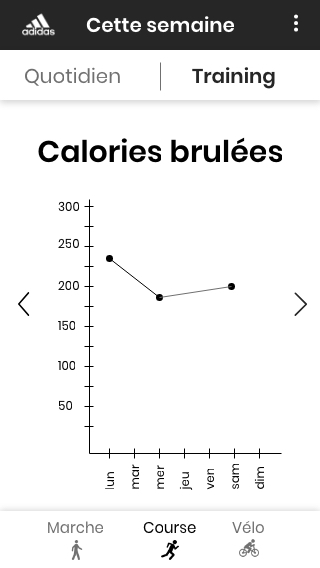 adidas
Cette semaine
Quotidien
Training
Calories brulées
300
250
200
150
100
50
lun mar mer jeu ven sam dim
Marche Course Vélo